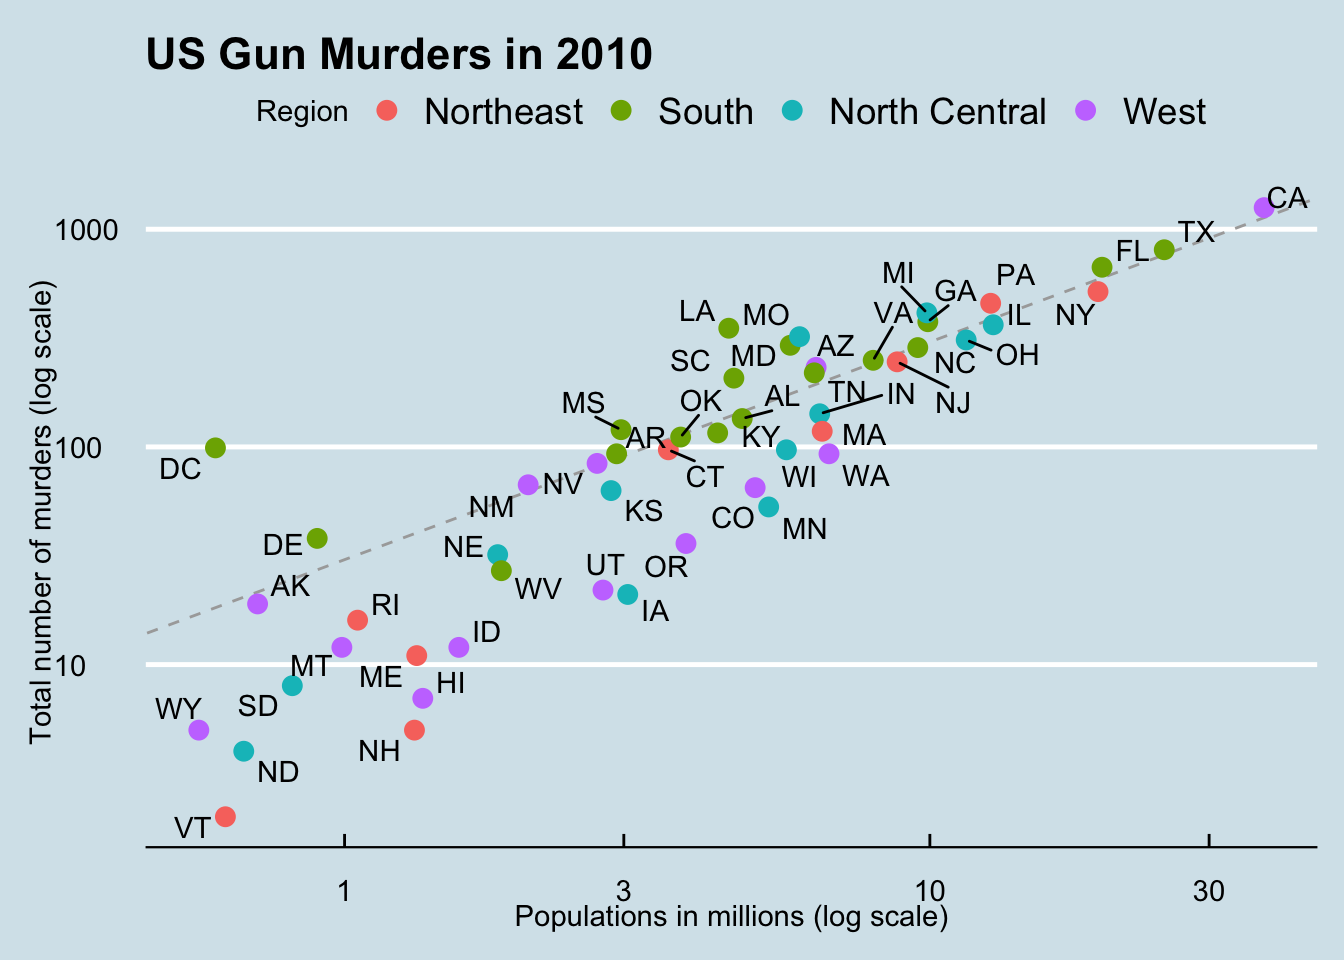 US Gun Murders in 2010
Region Northeast South North Central West
Total number of murders (log scale)
1000
100
10
CA
TX
FL
PA
MI
GA
LA
MO
VA
IL
NY
SC
MD
AZ
NC
OH
MS
OK
AL
TN
IN
NJ
AR
KY
MA
DC
NV
CT
WI
WA
NM
KS
CO
MN
DE
NE
UT
OR
AK
WV
RI
IA
ID
MT
ME
HI
WY
SD
NH
ND
VT
1 3 10 30
Populations in millions (log scale)